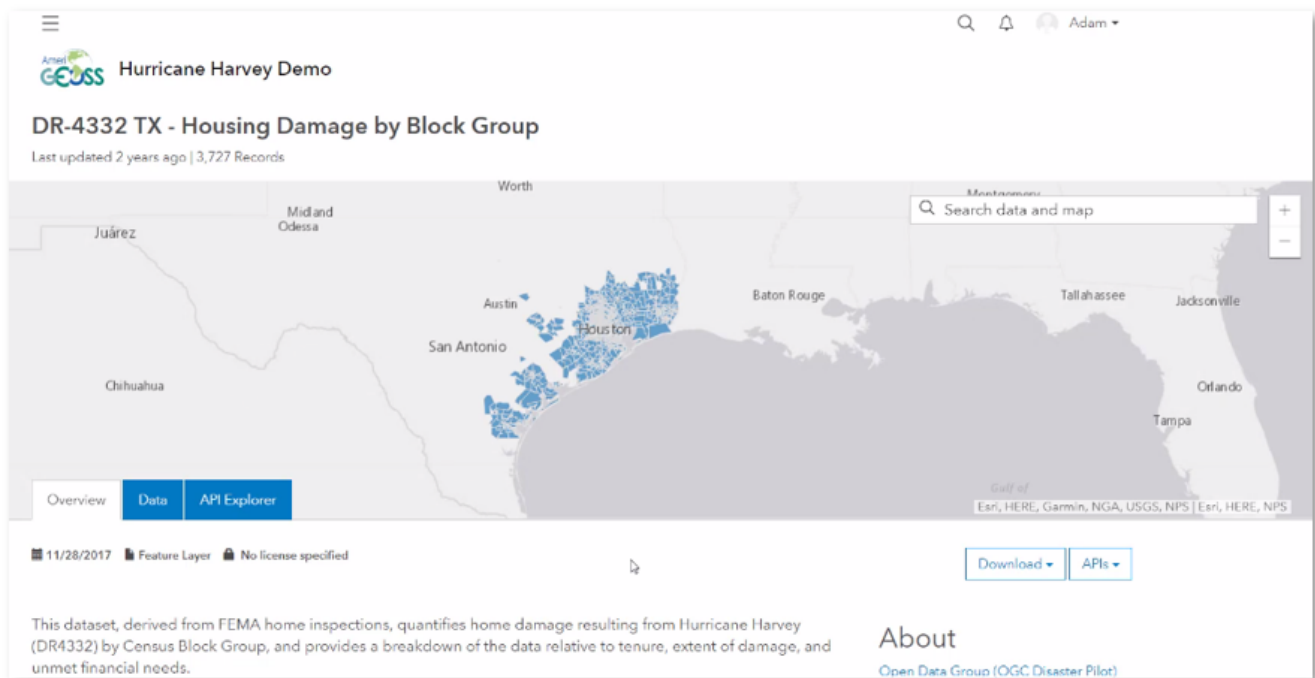 Adam
Ameri
GEOSS
Hurricane Harvey Demo
DR-4332 TX - Housing Damage by Block Group
Last updated 2 years ago | 3,727 Records
Worth
Montgomery
Search data and map
+
Midland
Odessa
Juárez
−
Austin
Baton Rouge
Tallahassee
Jacksonville
Houston
San Antonio
Chihuahua
Orlando
Tampa
Gulf of
Esri, HERE, Garmin, NGA, USGS, NPS | Esri, HERE, NPS
Overview
Data
API Explorer
11/28/2017 Feature Layer No license specified
Download
APIs
This dataset, derived from FEMA home inspections, quantifies home damage resulting from Hurricane Harvey
(DR4332) by Census Block Group, and provides a breakdown of the data relative to tenure, extent of damage, and
unmet financial needs.
About
Open Data Group (OGC Disaster Pilot)